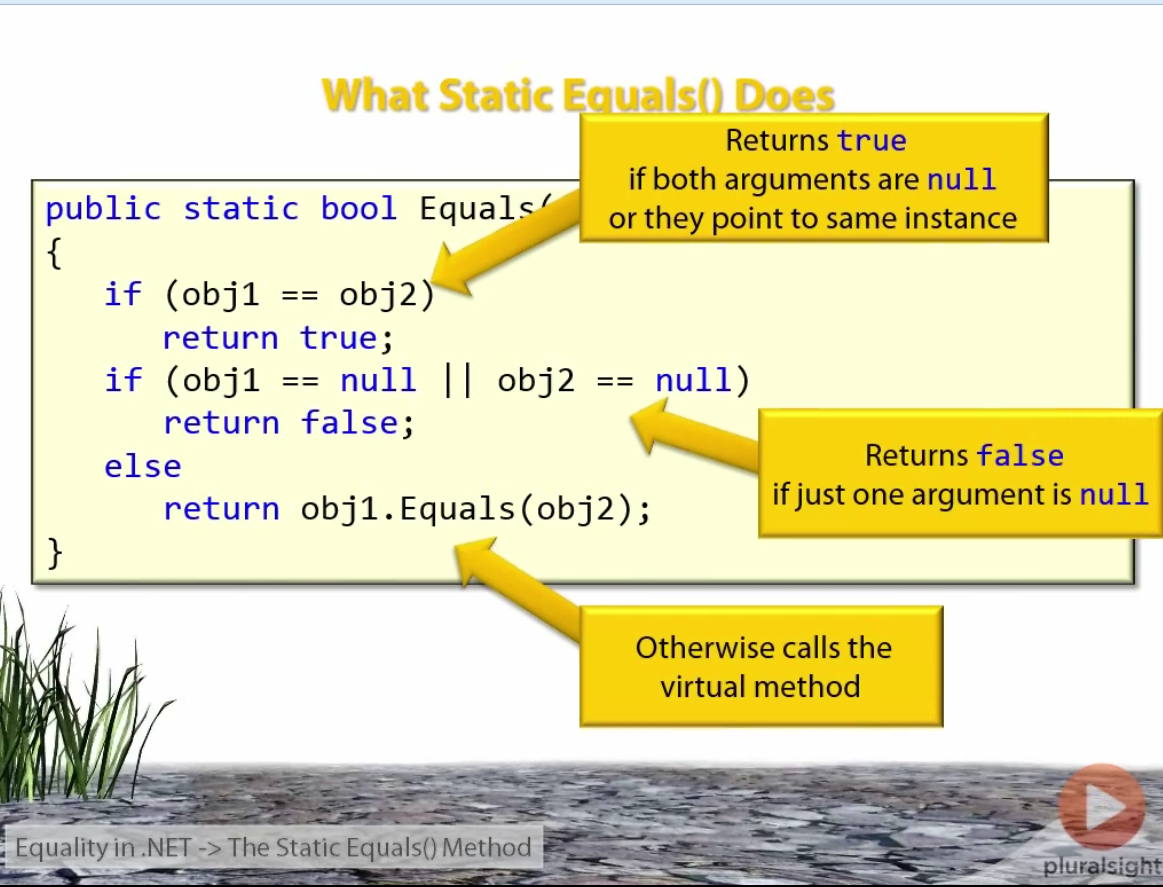 What Static Equals() Does
Returns true
if both arguments are null
or they point to same instance
public static bool Equals(
{
if (obj1 == obj2)
return true;
if (obj1 == null || obj2 == null)
return false;
Returns false
if just one argument is null
else
return obj1.Equals(obj2);
}
Otherwise calls the
virtual method
Equality in .NET -> The Static Equals() Method
pluralsight